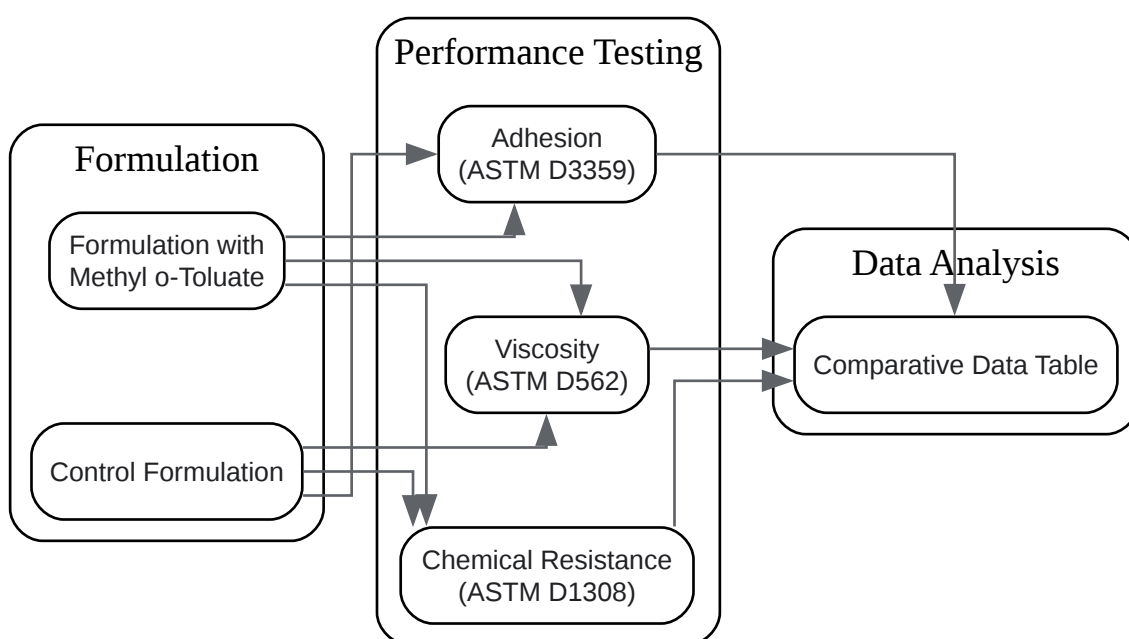 Formulation
Formulation with
Methyl o-Toluate
Control Formulation
Performance Testing
Adhesion
(ASTM D3359)
Viscosity
(ASTM D562)
Chemical Resistance
(ASTM D1308)
Data Analysis
Comparative Data Table